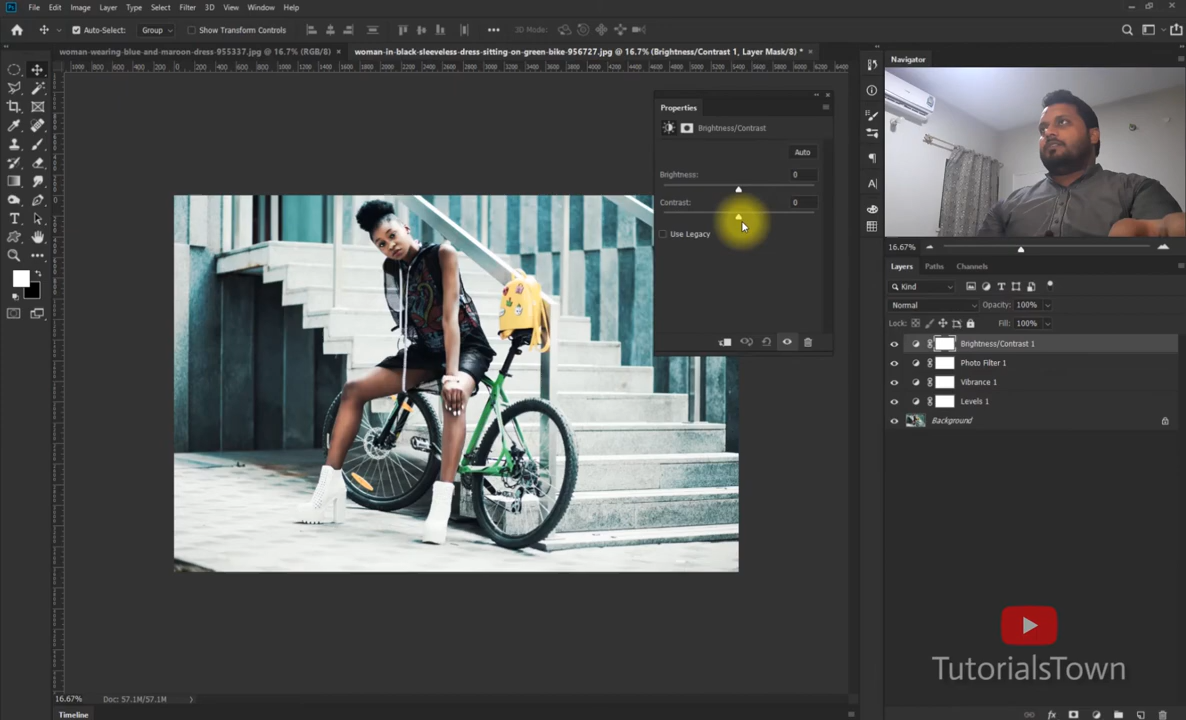 Ps File Edit Image Layer Type Select Filter 3D View Window Help
Auto-Select: Group Show Transform Controls 3D Mode:
woman-wearing-blue-and-maroon-dress-955337.jpg @ 16.7% (RGB/8) × woman-in-black-sleeveless-dress-sitting-on-green-bike-956727.jpg @ 16.7% (Brightness/Contrast 1, Layer Mask/8) * ×
Navigator
Properties
Brightness/Contrast
Auto
Brightness: 0
Contrast: 0
Use Legacy
16.67%
Layers Paths Channels
Kind
Normal Opacity: 100%
Lock: Fill: 100%
Brightness/Contrast 1
Photo Filter 1
Vibrance 1
Levels 1
Background
TutorialsTown
16.67% Doc: 57.1M/57.1M
Timeline